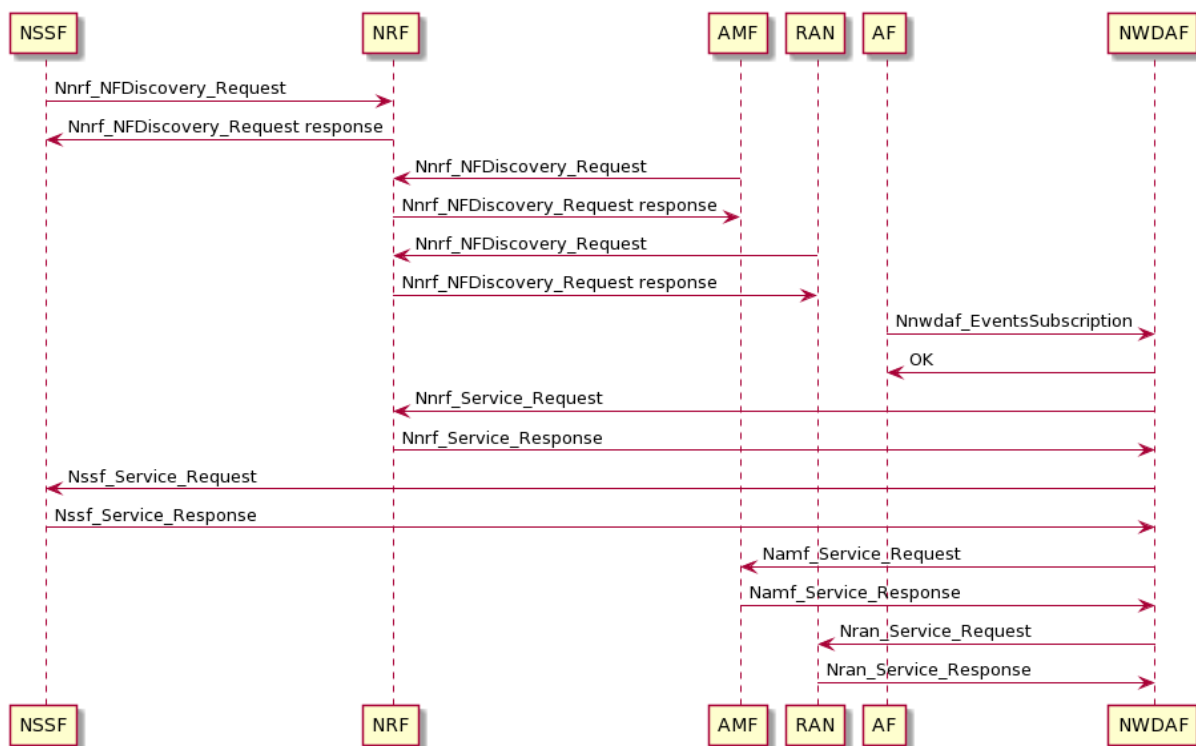 NSSF
NRF
AMF
RAN
AF
NWDAF
Nnrf_NFDiscovery_Request
Nnrf_NFDiscovery_Request response
Nnrf_NFDiscovery_Request
Nnrf_NFDiscovery_Request response
Nnrf_NFDiscovery_Request
Nnrf_NFDiscovery_Request response
Nnwdaf_EventsSubscription
OK
Nnrf_Service_Request
Nnrf_Service_Response
Nssf_Service_Request
Nssf_Service_Response
Namf_Service_Request
Namf_Service_Response
Nran_Service_Request
Nran_Service_Response
NSSF
NRF
AMF
RAN
AF
NWDAF